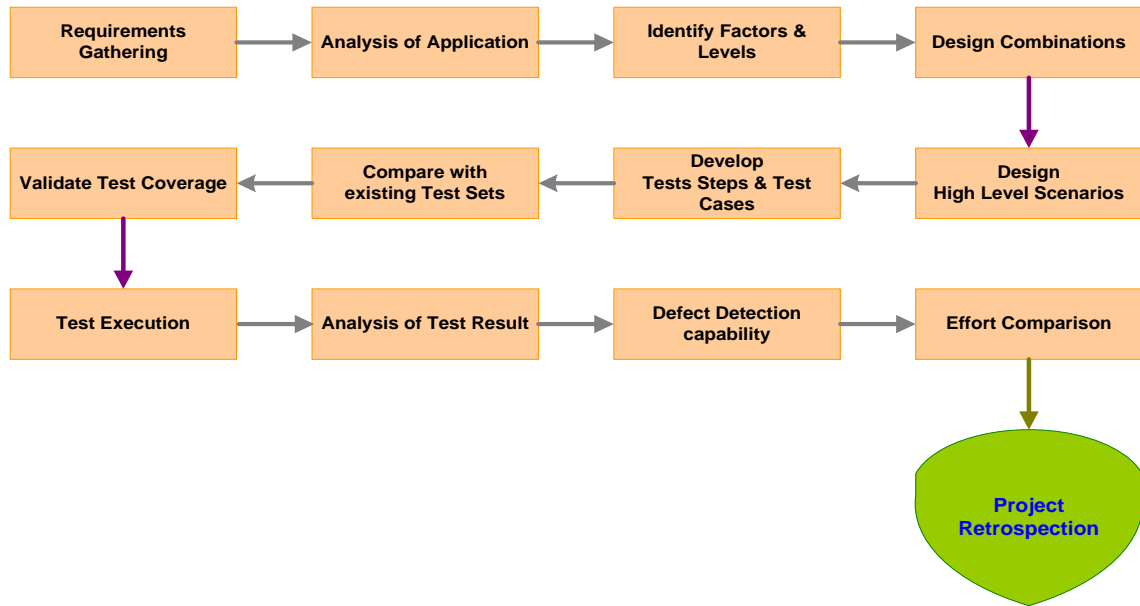 Requirements
Gathering
Analysis of Application
Identify Factors &
Levels
Design Combinations
Validate Test Coverage
Compare with
existing Test Sets
Develop
Tests Steps & Test
Cases
Design
High Level Scenarios
Test Execution
Analysis of Test Result
Defect Detection
capability
Effort Comparison
Project
Retrospection